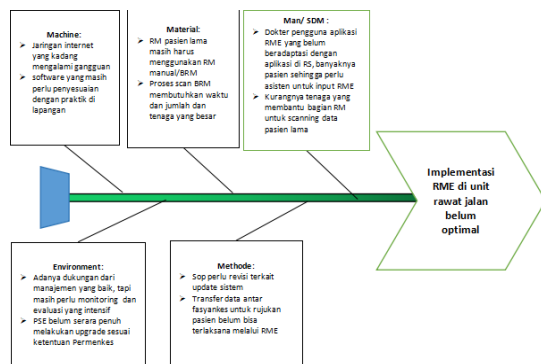 Machine:
➢ Jaringan internet
yang kadang
mengalami gangguan
➢ software yang masih
perlu penyesuaian
dengan praktik di
lapangan
Material:
➢ RM pasien lama
masih harus
menggunakan RM
manual/BRM
➢ Proses scan BRM
membutuhkan waktu
dan jumlah dan
tenaga yang besar
Man/ SDM :
➢ Dokter pengguna aplikasi
RME yang belum
beradaptasi dengan
aplikasi di RS, banyaknya
pasien sehingga perlu
asisten untuk input RME
➢ Kurangnya tenaga yang
membantu bagian RM
untuk scanning data
pasien lama
Implementasi
RME di unit
rawat jalan
belum
optimal
Environment:
➢ Adanya dukungan dari
manajemen yang baik, tapi
masih perlu monitoring dan
evaluasi yang intensif
➢ PSE belum serara penuh
melakukan upgrade sesuai
ketentuan Permenkes
Methode:
➢ Sop perlu revisi terkait
update sistem
➢ Transfer data antar
fasyankes untuk rujukan
pasien belum bisa
terlaksana melalui RME